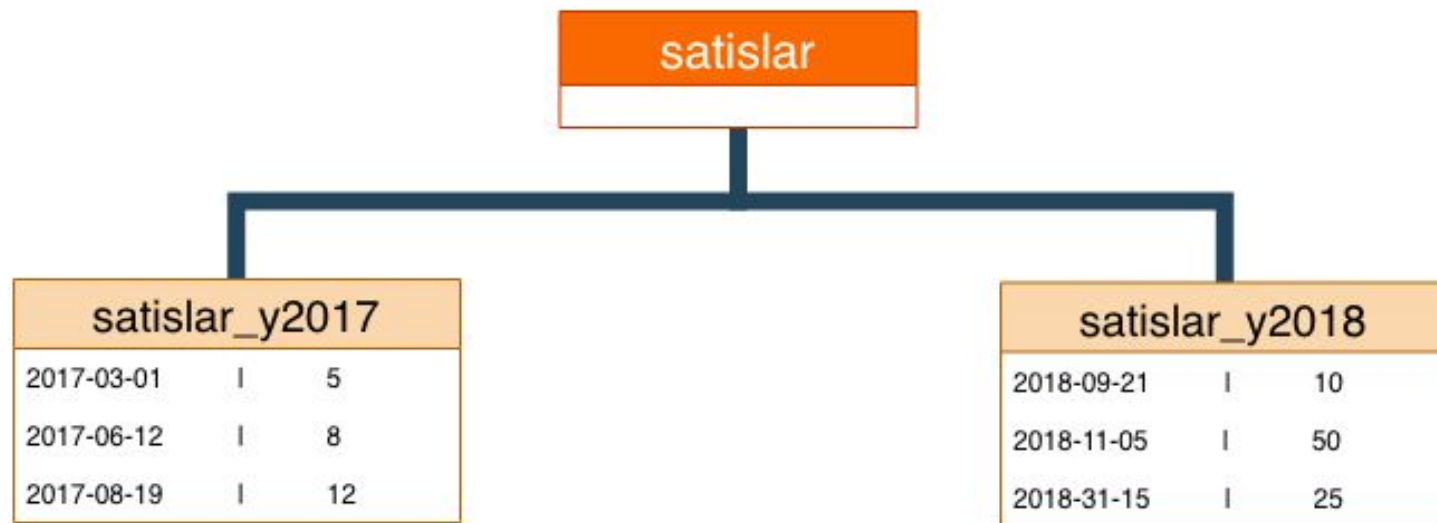 satislar
satislar_y2017
2017-03-01 | 5
2017-06-12 | 8
2017-08-19 | 12
satislar_y2018
2018-09-21 | 10
2018-11-05 | 50
2018-31-15 | 25